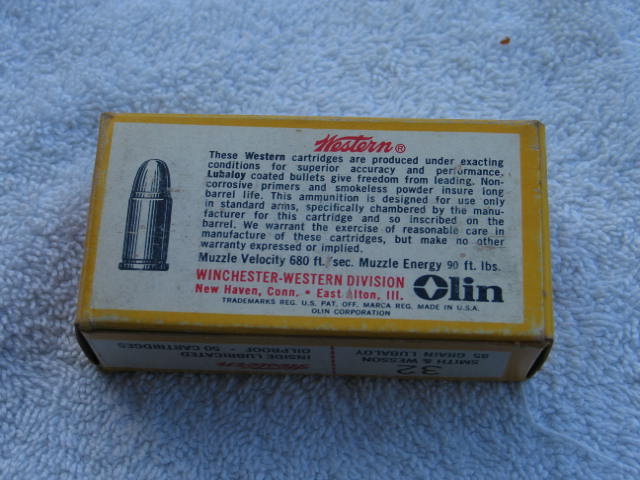 Western®
These Western cartridges are produced under exacting
conditions for superior accuracy and performance.
Lubaloy coated bullets give freedom from leading. Non-
corrosive primers and smokeless powder insure long
barrel life. This ammunition is designed for use only
in standard arms, specifically chambered by the manu-
facturer for this cartridge and so inscribed on the
barrel. We warrant the exercise of reasonable care in
manufacture of these cartridges, but make no other
warranty expressed or implied.
Muzzle Velocity 680 ft./sec. Muzzle Energy 90 ft. lbs.
WINCHESTER-WESTERN DIVISION
New Haven, Conn. • East Alton, Ill.
Olin
TRADEMARKS REG. U.S. PAT. OFF. MARCA REG. MADE IN U.S.A.
OLIN CORPORATION
32
SMITH & WESSON
85 GRAIN LUBALOY
Western
INSIDE LUBRICATED
OILPROOF - 50 CARTRIDGES